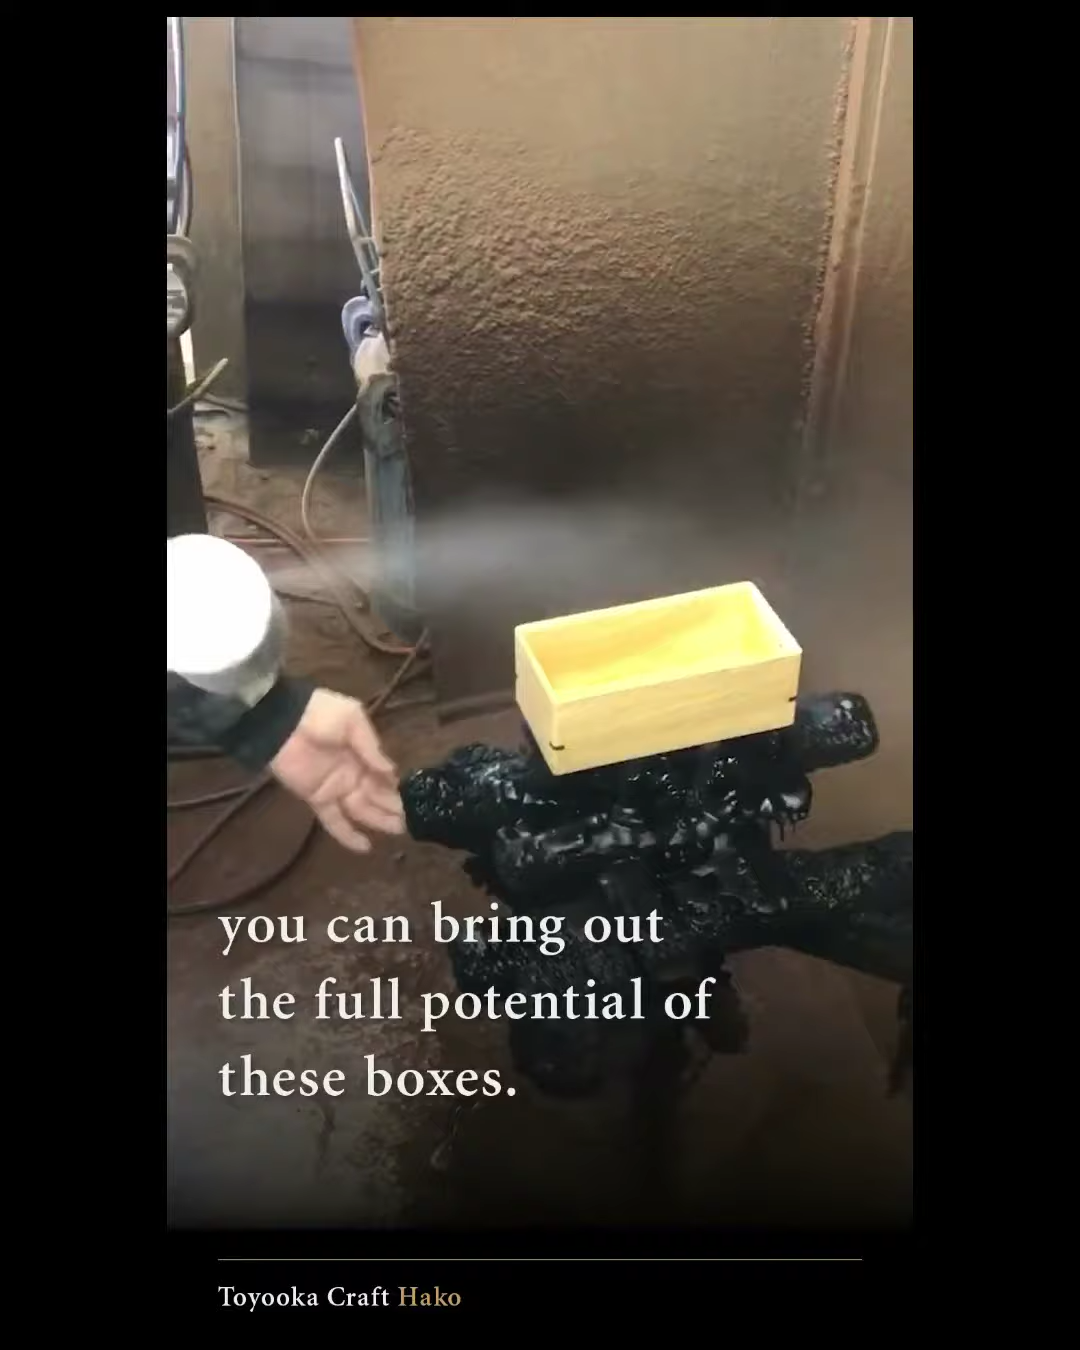 you can bring out
the full potential of
these boxes.
Toyooka Craft Hako